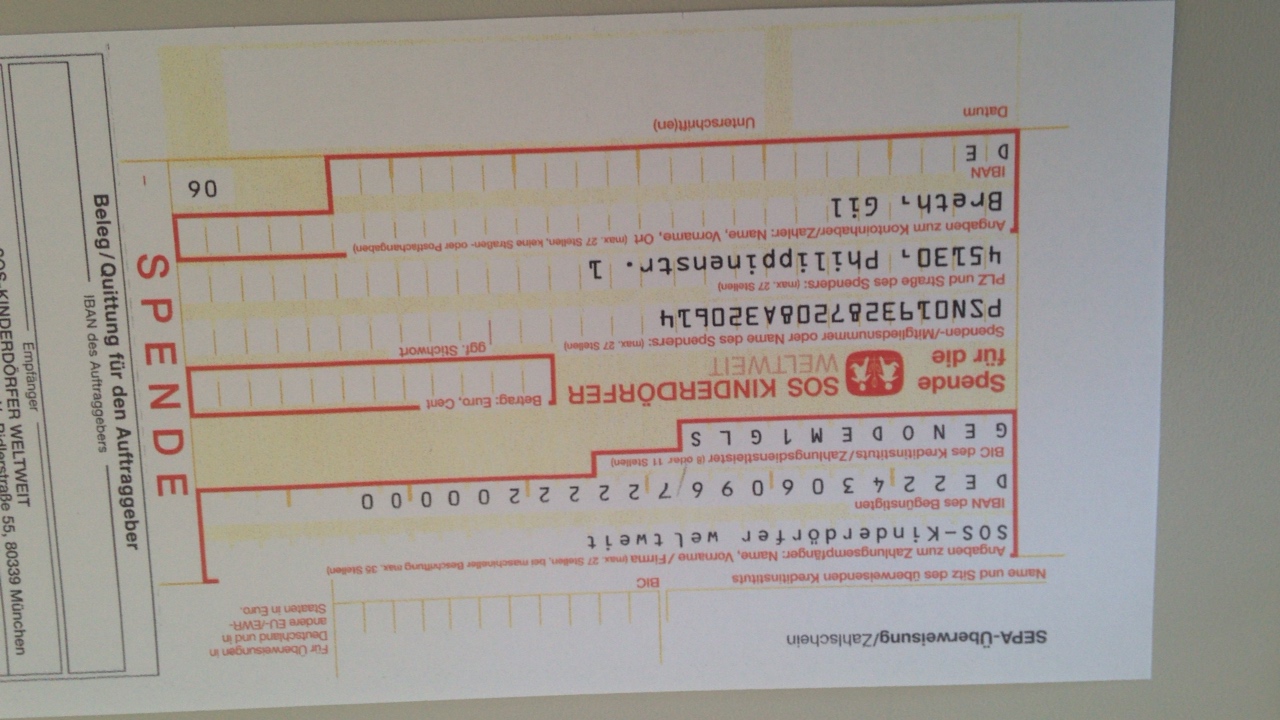 SEPA-Überweisung/Zahlschein
Für Überweisungen in
Deutschland und in
andere EU-/EWR-
Staaten in Euro.
Name und Sitz des überweisenden Kreditinstituts
BIC
Angaben zum Zahlungsempfänger: Name, Vorname/Firma (max. 27 Stellen, bei maschineller Beschriftung max. 35 Stellen)
SOS-Kinderdörfer weltweit
IBAN des Begünstigten
DE22430609672222200000
BIC des Kreditinstituts/Zahlungsdienstleister (8 oder 11 Stellen)
GENODEM1GLS
Spende
für die
SOS KINDERDÖRFER
WELTWEIT
Betrag: Euro, Cent
Spenden-/Mitgliedsnummer oder Name des Spenders: (max. 27 Stellen)
ggf. Stichwort
PSN0193287208A320614
PLZ und Straße des Spenders: (max. 27 Stellen)
45130, Philippinenstr. 1
Angaben zum Kontoinhaber/Zahler: Name, Vorname, Ort (max. 27 Stellen, keine Straßen- oder Postfachangaben)
Breth, Gil
IBAN
DE
06
Datum
Unterschrift(en)
SPENDE
Beleg/Quittung für den Auftraggeber
IBAN des Auftraggebers
Empfänger
SOS-KINDERDÖRFER WELTWEIT
55, 80339 München